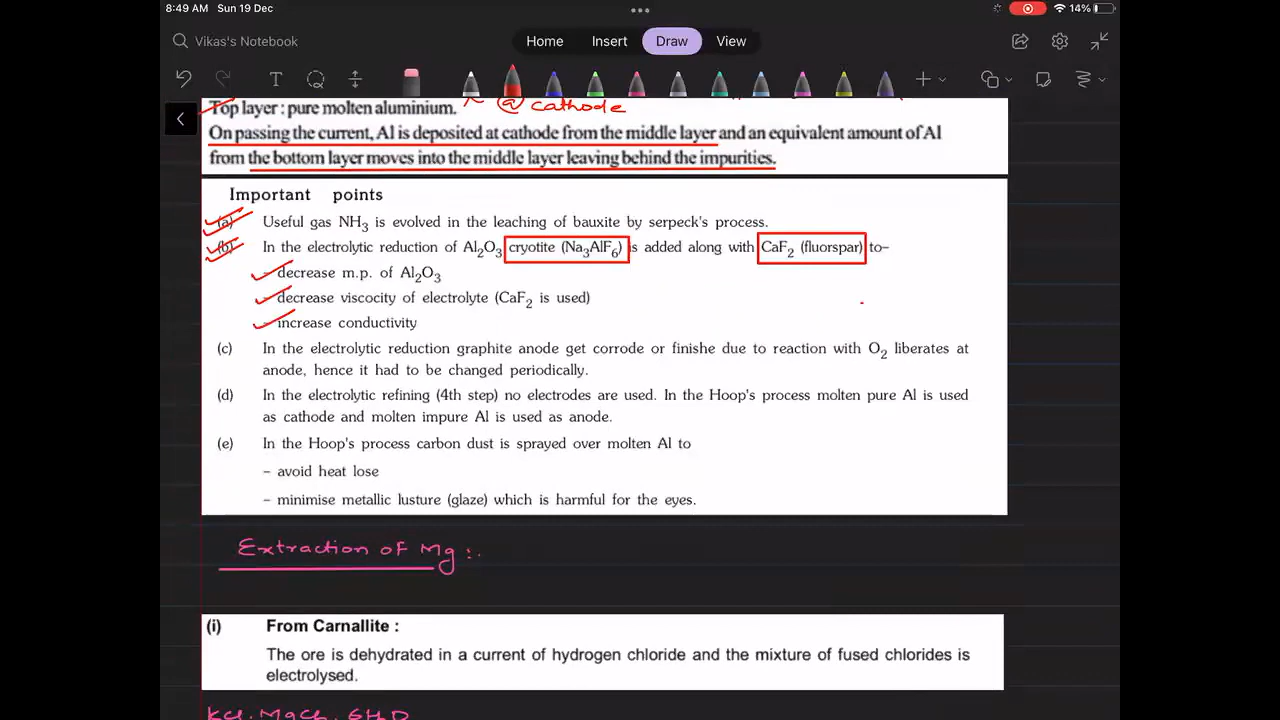 8:49 AM Sun 19 Dec
14%
Vikas's Notebook
Home Insert Draw View
Top layer : pure molten aluminium. @ cathode
On passing the current, Al is deposited at cathode from the middle layer and an equivalent amount of Al
from the bottom layer moves into the middle layer leaving behind the impurities.
Important points
(a) Useful gas NH3 is evolved in the leaching of bauxite by serpeck's process.
(b) In the electrolytic reduction of Al2O3 cryotite (Na3AlF6) is added along with CaF2 (fluorspar) to–
– decrease m.p. of Al2O3
– decrease viscocity of electrolyte (CaF2 is used)
– increase conductivity
(c) In the electrolytic reduction graphite anode get corrode or finishe due to reaction with O2 liberates at
anode, hence it had to be changed periodically.
(d) In the electrolytic refining (4th step) no electrodes are used. In the Hoop's process molten pure Al is used
as cathode and molten impure Al is used as anode.
(e) In the Hoop's process carbon dust is sprayed over molten Al to
– avoid heat lose
– minimise metallic lusture (glaze) which is harmful for the eyes.
Extraction of Mg :.
(i) From Carnallite :
The ore is dehydrated in a current of hydrogen chloride and the mixture of fused chlorides is
electrolysed.